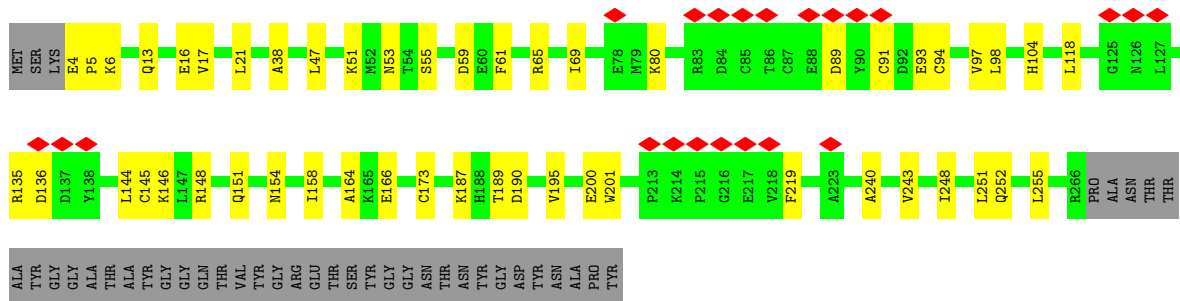 MET SER LYS E4 P5 K6 Q13 E16 V17 L21 A38 L47 K51 M52 N53 T54 S55 D59 E60 F61 R65 I69 E78 M79 K80 R83 D84 C85 T86 C87 E88 D89 Y90 C91 D92 E93 C94 V97 L98 H104 L118 G125 N126 L127
R135 D136 D137 Y138 L144 C145 K146 L147 R148 Q151 N154 I158 A164 K165 E166 C173 K187 H188 T189 D190 V195 E200 W201 P213 K214 P215 G216 E217 V218 F219 A223 A240 V243 I248 L251 Q252 L255 R266 PRO ALA ASN THR THR
ALA TYR GLY GLY ALA THR ALA TYR GLY GLY GLN THR VAL TYR GLY ARG GLU THR SER TYR GLY GLY ASN THR ASN TYR GLY ASP TYR ASN ALA PRO TYR